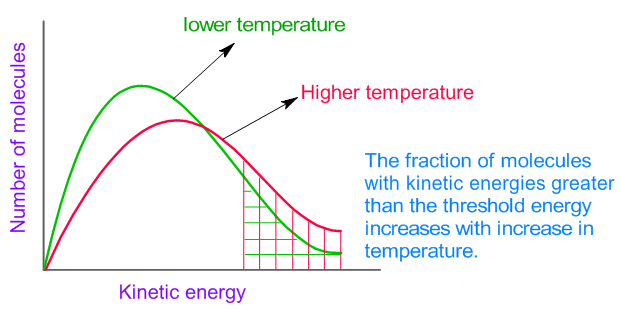 lower temperature
Higher temperature
Number of molecules
The fraction of molecules
with kinetic energies greater
than the threshold energy
increases with increase in
temperature.
Kinetic energy